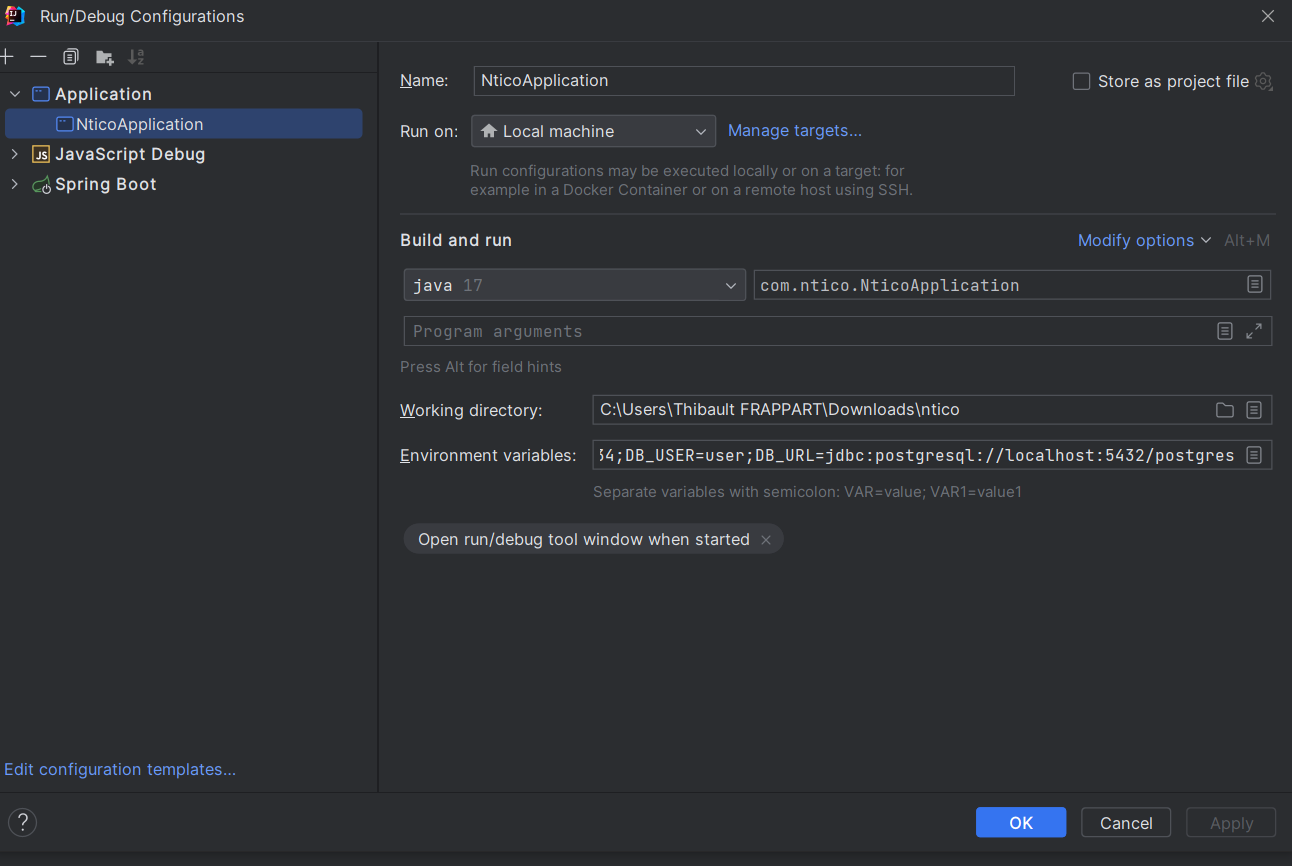 Run/Debug Configurations
Application
NticoApplication
JavaScript Debug
Spring Boot
Edit configuration templates...
Name:
NticoApplication
Store as project file
Run on:
Local machine
Manage targets...
Run configurations may be executed locally or on a target: for
example in a Docker Container or on a remote host using SSH.
Build and run
Modify options
Alt+M
java 17
com.ntico.NticoApplication
Program arguments
Press Alt for field hints
Working directory:
C:\Users\Thibault FRAPPART\Downloads\ntico
Environment variables:
4;DB_USER=user;DB_URL=jdbc:postgresql://localhost:5432/postgres
Separate variables with semicolon: VAR=value; VAR1=value1
Open run/debug tool window when started
?
OK
Cancel
Apply